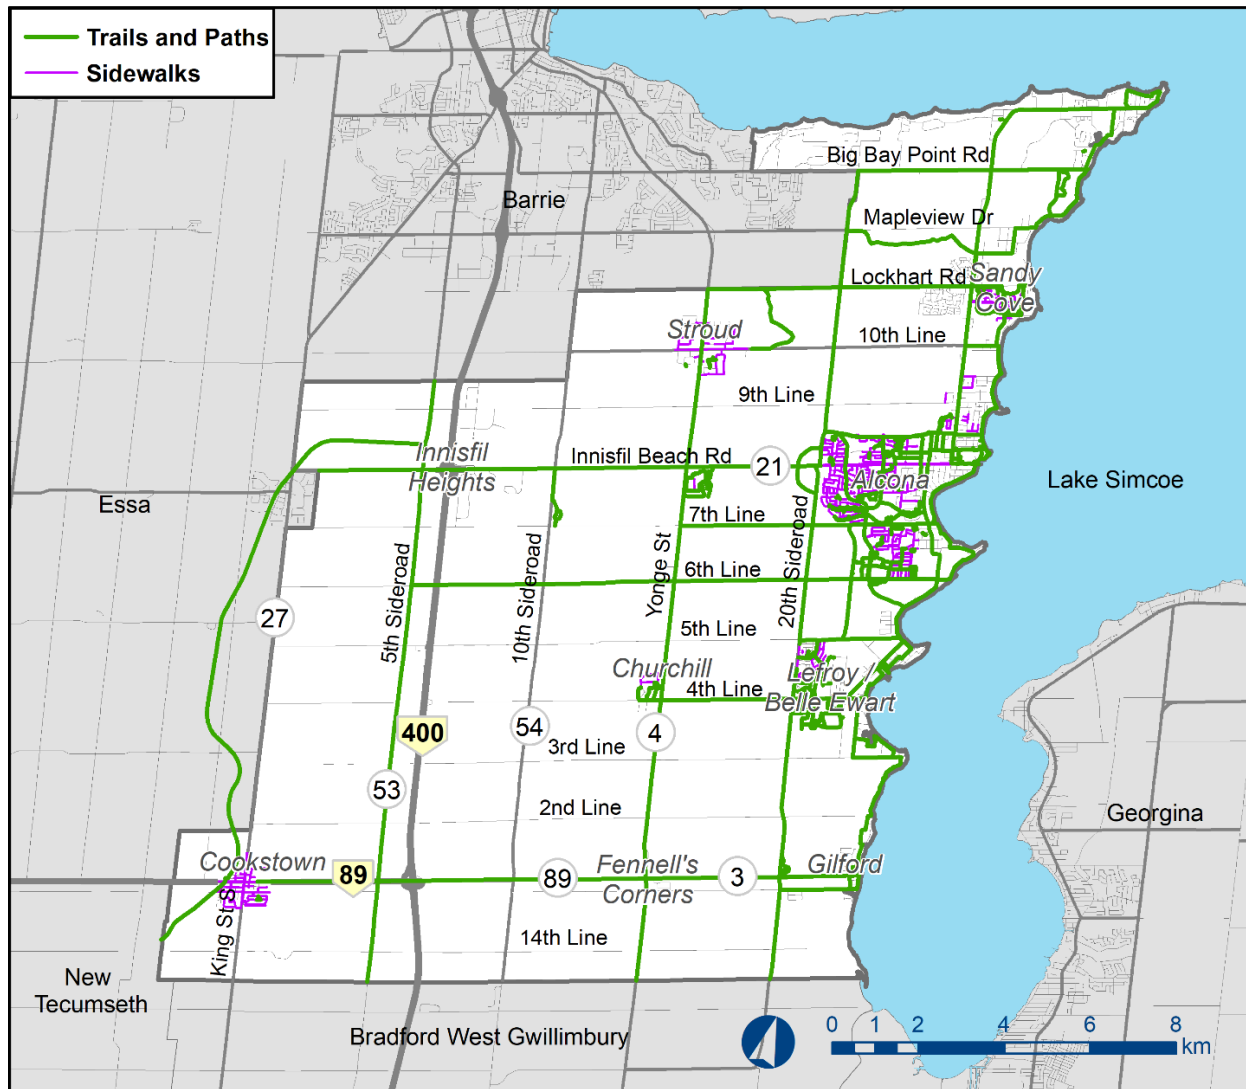 Trails and Paths
Sidewalks
Big Bay Point Rd
Barrie
Mapleview Dr
Lockhart Rd
Sandy
Cove
Stroud
10th Line
9th Line
Innisfil
Heights
Innisfil Beach Rd
21
Alcona
Lake Simcoe
Essa
7th Line
6th Line
5th Sideroad
10th Sideroad
Yonge St
20th Sideroad
27
5th Line
Churchill
4th Line
Lefroy /
Belle Ewart
400
54
4
3rd Line
53
2nd Line
Georgina
Cookstown
89
89
Fennell's
Corners
3
Gilford
King St S
14th Line
New
Tecumseth
Bradford West Gwillimbury
0 1 2 4 6 8
km